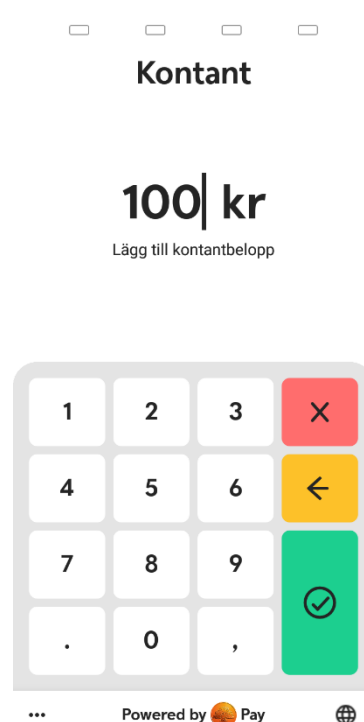 Kontant
100 kr
Lägg till kontantbelopp
1 2 3
4 5 6
7 8 9
. 0 ,
Powered by Pay